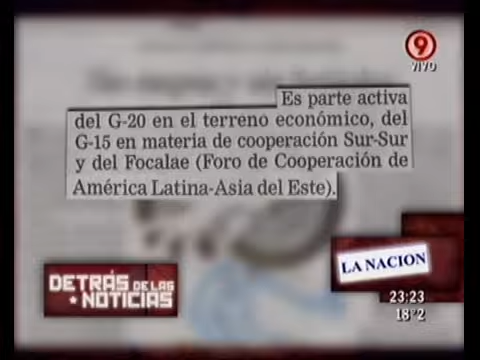 9
VIVO
Es parte activa
del G-20 en el terreno económico, del
G-15 en materia de cooperación Sur-Sur
y del Focalae (Foro de Cooperación de
América Latina-Asia del Este).
LA NACION
DETRÁS DE LAS
NOTICIAS
23:23
18°2